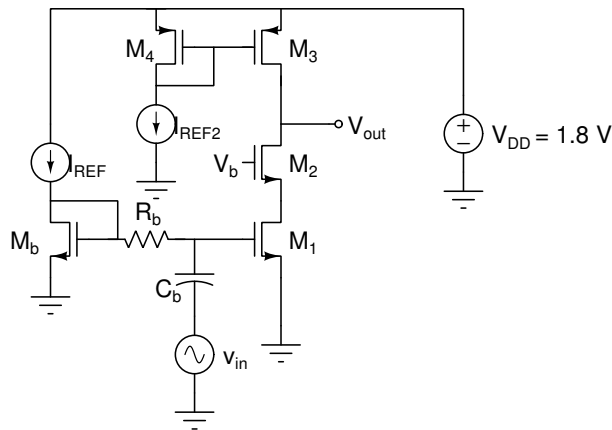 M4
M3
IREF2
Vout
VDD = 1.8 V
IREF
Vb
M2
Rb
Mb
M1
Cb
vin